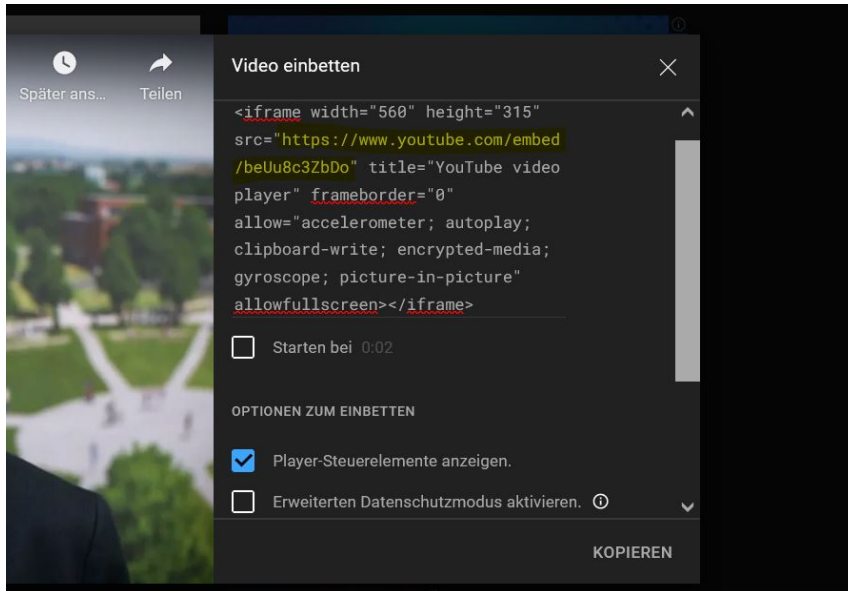 Video einbetten
Später ans...
Teilen
<iframe width="560" height="315"
src="https://www.youtube.com/embed
/beUu8c3ZbDo" title="YouTube video
player" frameborder="0"
allow="accelerometer; autoplay;
clipboard-write; encrypted-media;
gyroscope; picture-in-picture"
allowfullscreen></iframe>
Starten bei 0:02
OPTIONEN ZUM EINBETTEN
Player-Steuerelemente anzeigen.
Erweiterten Datenschutzmodus aktivieren.
KOPIEREN